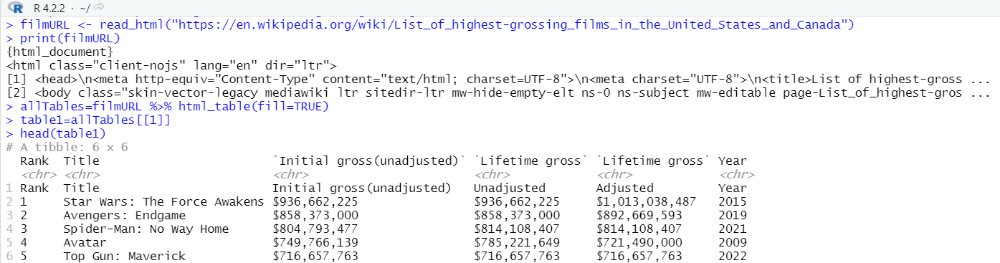 R R 4.2.2 · ~/
> filmURL <- read_html("https://en.wikipedia.org/wiki/List_of_highest-grossing_films_in_the_United_States_and_Canada")
> print(filmURL)
{html_document}
<html class="client-nojs" lang="en" dir="ltr">
[1] <head>\n<meta http-equiv="Content-Type" content="text/html; charset=UTF-8">\n<meta charset="UTF-8">\n<title>List of highest-gross ...
[2] <body class="skin-vector-legacy mediawiki ltr sitedir-ltr mw-hide-empty-elt ns-0 ns-subject mw-editable page-List_of_highest-gros ...
> allTables=filmURL %>% html_table(fill=TRUE)
> table1=allTables[[1]]
> head(table1)
# A tibble: 6 × 6
  Rank  Title                        `Initial gross(unadjusted)` `Lifetime gross` `Lifetime gross` Year
  <chr> <chr>                        <chr>                       <chr>            <chr>            <chr>
1 Rank  Title                        Initial gross(unadjusted)   Unadjusted       Adjusted         Year
2 1     Star Wars: The Force Awakens $936,662,225                $936,662,225     $1,013,038,487   2015
3 2     Avengers: Endgame            $858,373,000                $858,373,000     $892,669,593     2019
4 3     Spider-Man: No Way Home      $804,793,477                $814,108,407     $814,108,407     2021
5 4     Avatar                       $749,766,139                $785,221,649     $721,490,000     2009
6 5     Top Gun: Maverick            $716,657,763                $716,657,763     $716,657,763     2022